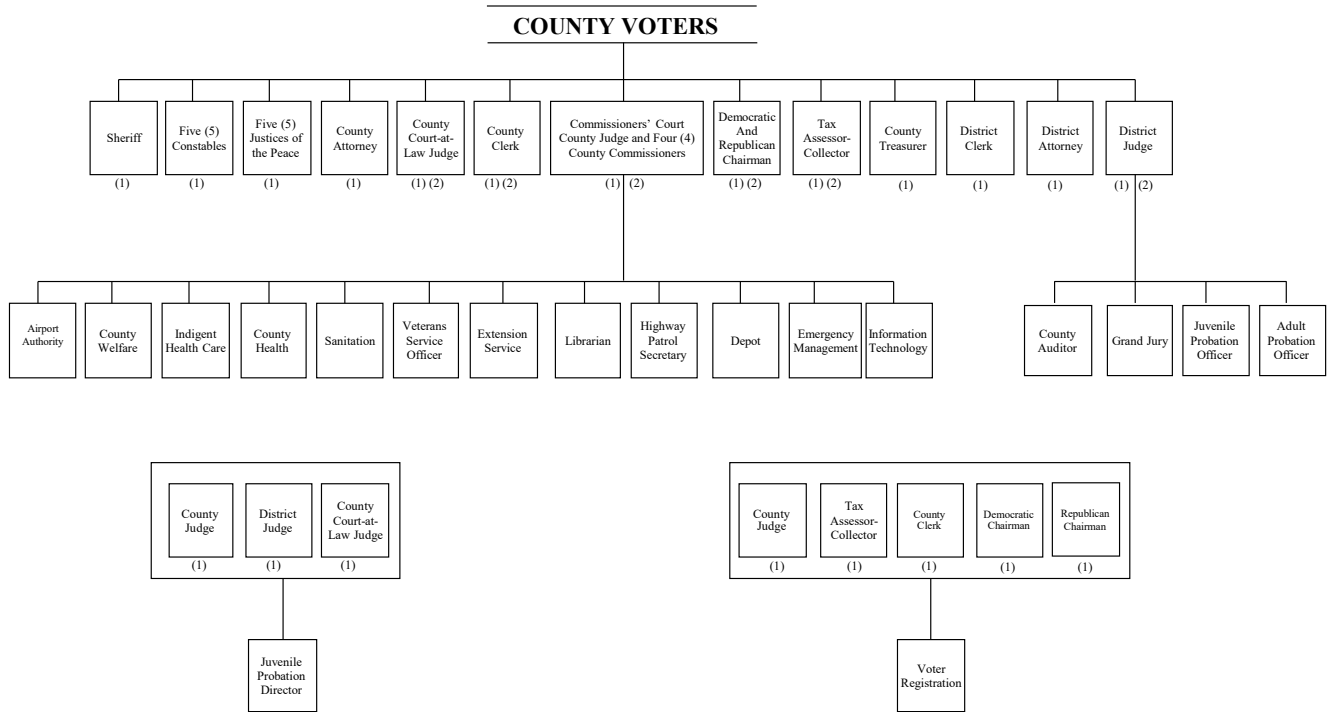 COUNTY VOTERS
Sheriff
(1)
Five (5)
Constables
(1)
Five (5)
Justices of
the Peace
(1)
County
Attorney
(1)
County
Court-at-
Law Judge
(1) (2)
County
Clerk
(1) (2)
Commissioners' Court
County Judge and Four (4)
County Commissioners
(1) (2)
Democratic
And
Republican
Chairman
(1) (2)
Tax
Assessor-
Collector
(1) (2)
County
Treasurer
(1)
District
Clerk
(1)
District
Attorney
(1)
District
Judge
(1) (2)
Airport
Authority
County
Welfare
Indigent
Health Care
County
Health
Sanitation
Veterans
Service
Officer
Extension
Service
Librarian
Highway
Patrol
Secretary
Depot
Emergency
Management
Information
Technology
County
Auditor
Grand Jury
Juvenile
Probation
Officer
Adult
Probation
Officer
County
Judge
(1)
District
Judge
(1)
County
Court-at-
Law Judge
(1)
Juvenile
Probation
Director
County
Judge
(1)
Tax
Assessor-
Collector
(1)
County
Clerk
(1)
Democratic
Chairman
(1)
Republican
Chairman
(1)
Voter
Registration